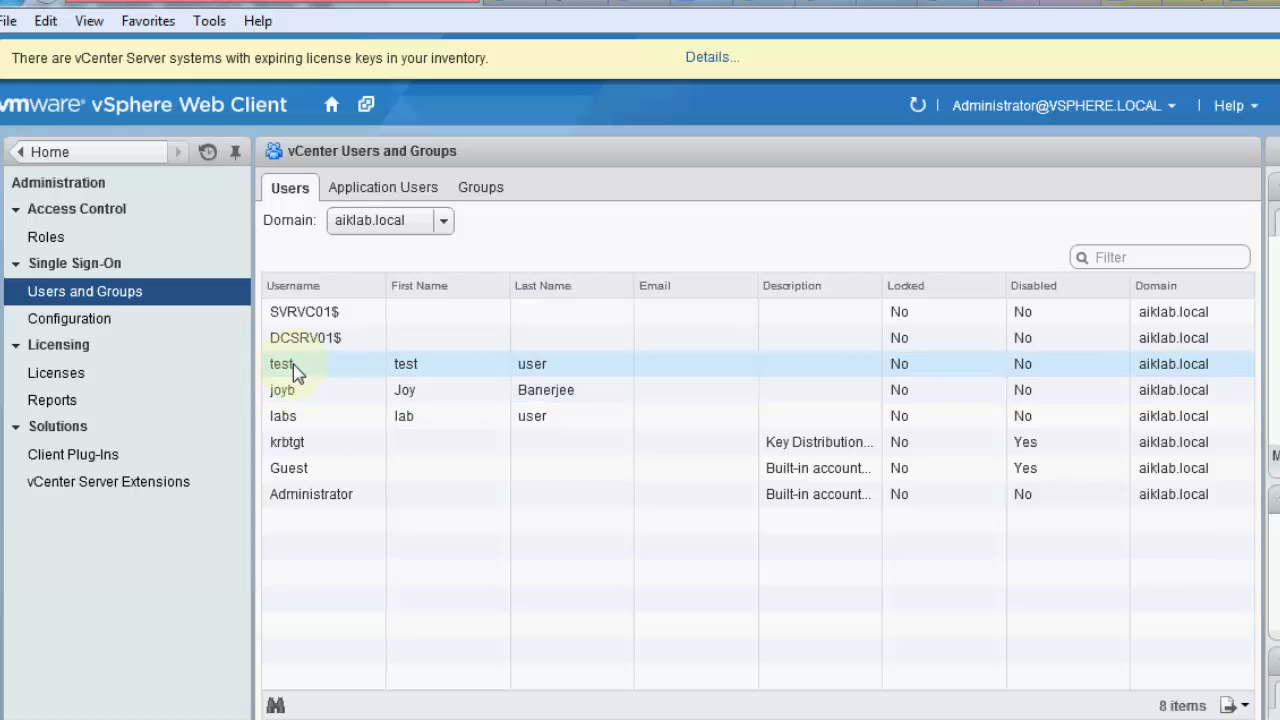 File Edit View Favorites Tools Help
There are vCenter Server systems with expiring license keys in your inventory. Details...
vmware® vSphere Web Client Administrator@VSPHERE.LOCAL Help
Home
vCenter Users and Groups
Administration
Access Control
Roles
Single Sign-On
Users and Groups
Configuration
Licensing
Licenses
Reports
Solutions
Client Plug-Ins
vCenter Server Extensions
Users Application Users Groups
Domain: aiklab.local
Filter
Username First Name Last Name Email Description Locked Disabled Domain
SVRVC01$ No No aiklab.local
DCSRV01$ No No aiklab.local
test test user No No aiklab.local
joyb Joy Banerjee No No aiklab.local
labs lab user No No aiklab.local
krbtgt Key Distribution... No Yes aiklab.local
Guest Built-in account... No Yes aiklab.local
Administrator Built-in account... No No aiklab.local
8 items
M